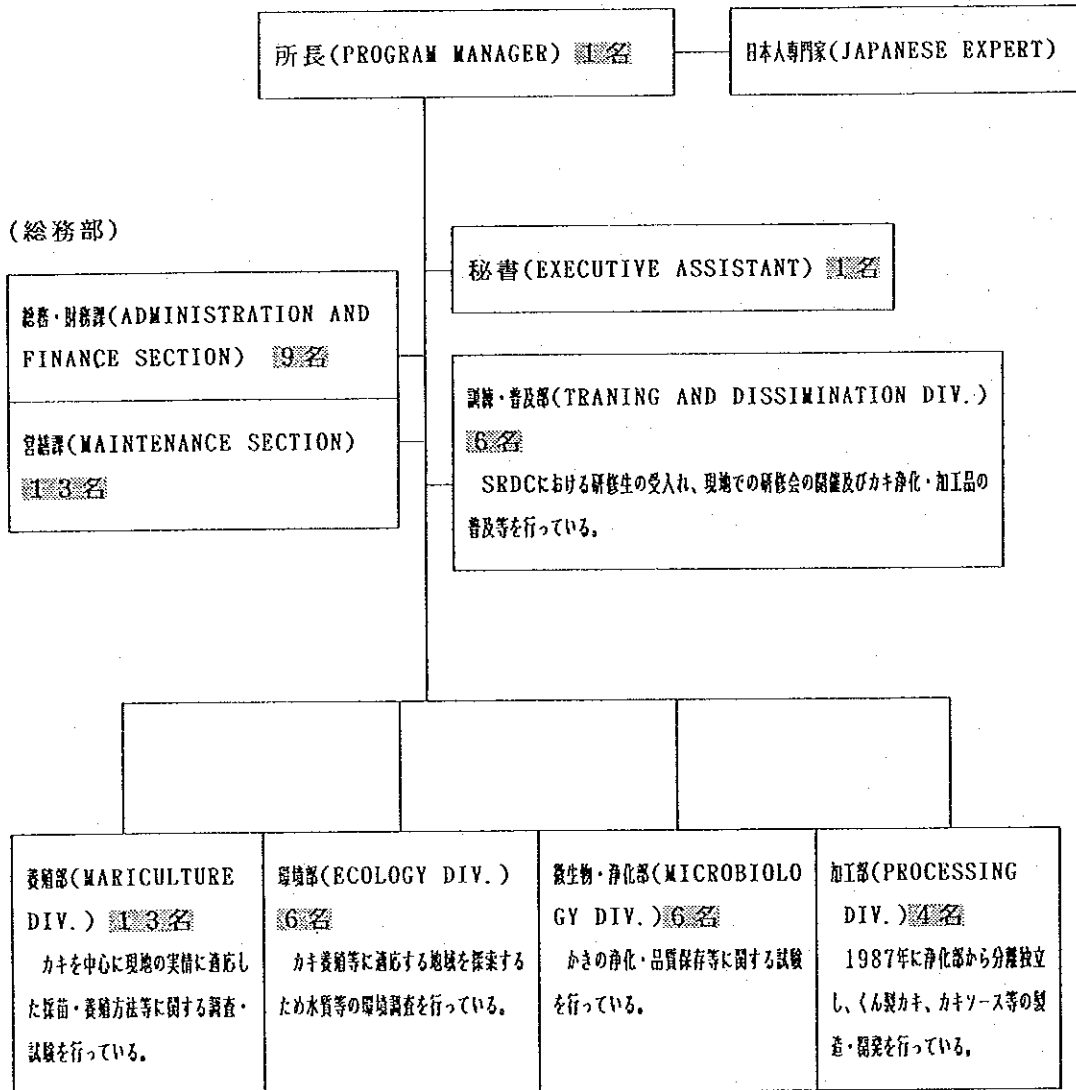 所長(PROGRAM MANAGER) 1名
日本人専門家(JAPANESE EXPERT)
(総務部)
総務・財務課(ADMINISTRATION AND
FINANCE SECTION) 9名
営繕課(MAINTENANCE SECTION)
13名
秘書(EXECUTIVE ASSISTANT) 1名
訓練・普及部(TRANING AND DISSIMINATION DIV.)
6名
SRDCにおける研修生の受入れ、現地での研修会の開催及びカキ浄化・加工品の
普及等を行っている。
養殖部(MARICULTURE
DIV.) 13名
カキを中心に現地の実情に適応し
た採苗・養殖方法等に関する調査・
試験を行っている。
環境部(ECOLOGY DIV.)
6名
カキ養殖等に適応する地域を探索する
ため水質等の環境調査を行っている。
微生物・浄化部(MICROBIOLO
GY DIV.) 6名
かきの浄化・品質保存等に関する試験
を行っている。
加工部(PROCESSING
DIV.) 4名
1987年に浄化部から分離独立
し、くん製カキ、カキソース等の製
造・開発を行っている。